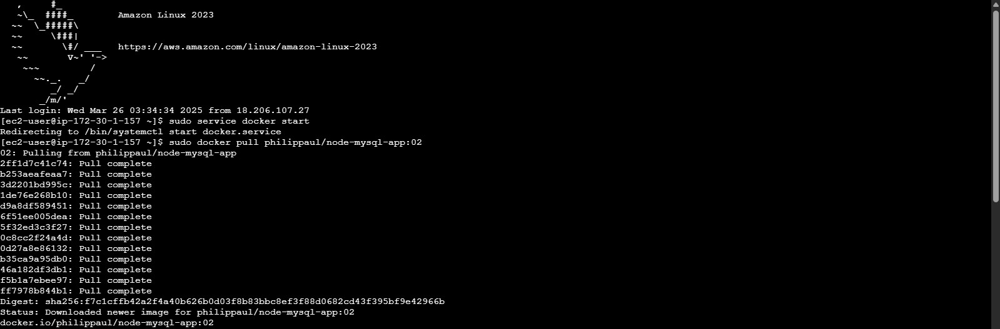 ,     #_
   ~\_  ####_        Amazon Linux 2023
  ~~  \_#####\
  ~~     \###|
  ~~       \#/ ___   https://aws.amazon.com/linux/amazon-linux-2023
   ~~       V~' '->
    ~~~         /
      ~~._.   _/
         _/ _/
       _/m/'
Last login: Wed Mar 26 03:34:34 2025 from 18.206.107.27
[ec2-user@ip-172-30-1-157 ~]$ sudo service docker start
Redirecting to /bin/systemctl start docker.service
[ec2-user@ip-172-30-1-157 ~]$ sudo docker pull philippaul/node-mysql-app:02
02: Pulling from philippaul/node-mysql-app
2ff1d7c41c74: Pull complete
b253aeafeaa7: Pull complete
3d2201bd995c: Pull complete
1de76e268b10: Pull complete
d9a8df589451: Pull complete
6f51ee005dea: Pull complete
5f32ed3c3f27: Pull complete
0c8cc2f24a4d: Pull complete
0d27a8e86132: Pull complete
b35ca9a95db0: Pull complete
46a182df3db1: Pull complete
f5b1a7ebee97: Pull complete
ff7978b844b1: Pull complete
Digest: sha256:f7c1cffb42a2f4a40b626b0d03f8b83bbc8ef3f88d0682cd43f395bf9e42966b
Status: Downloaded newer image for philippaul/node-mysql-app:02
docker.io/philippaul/node-mysql-app:02